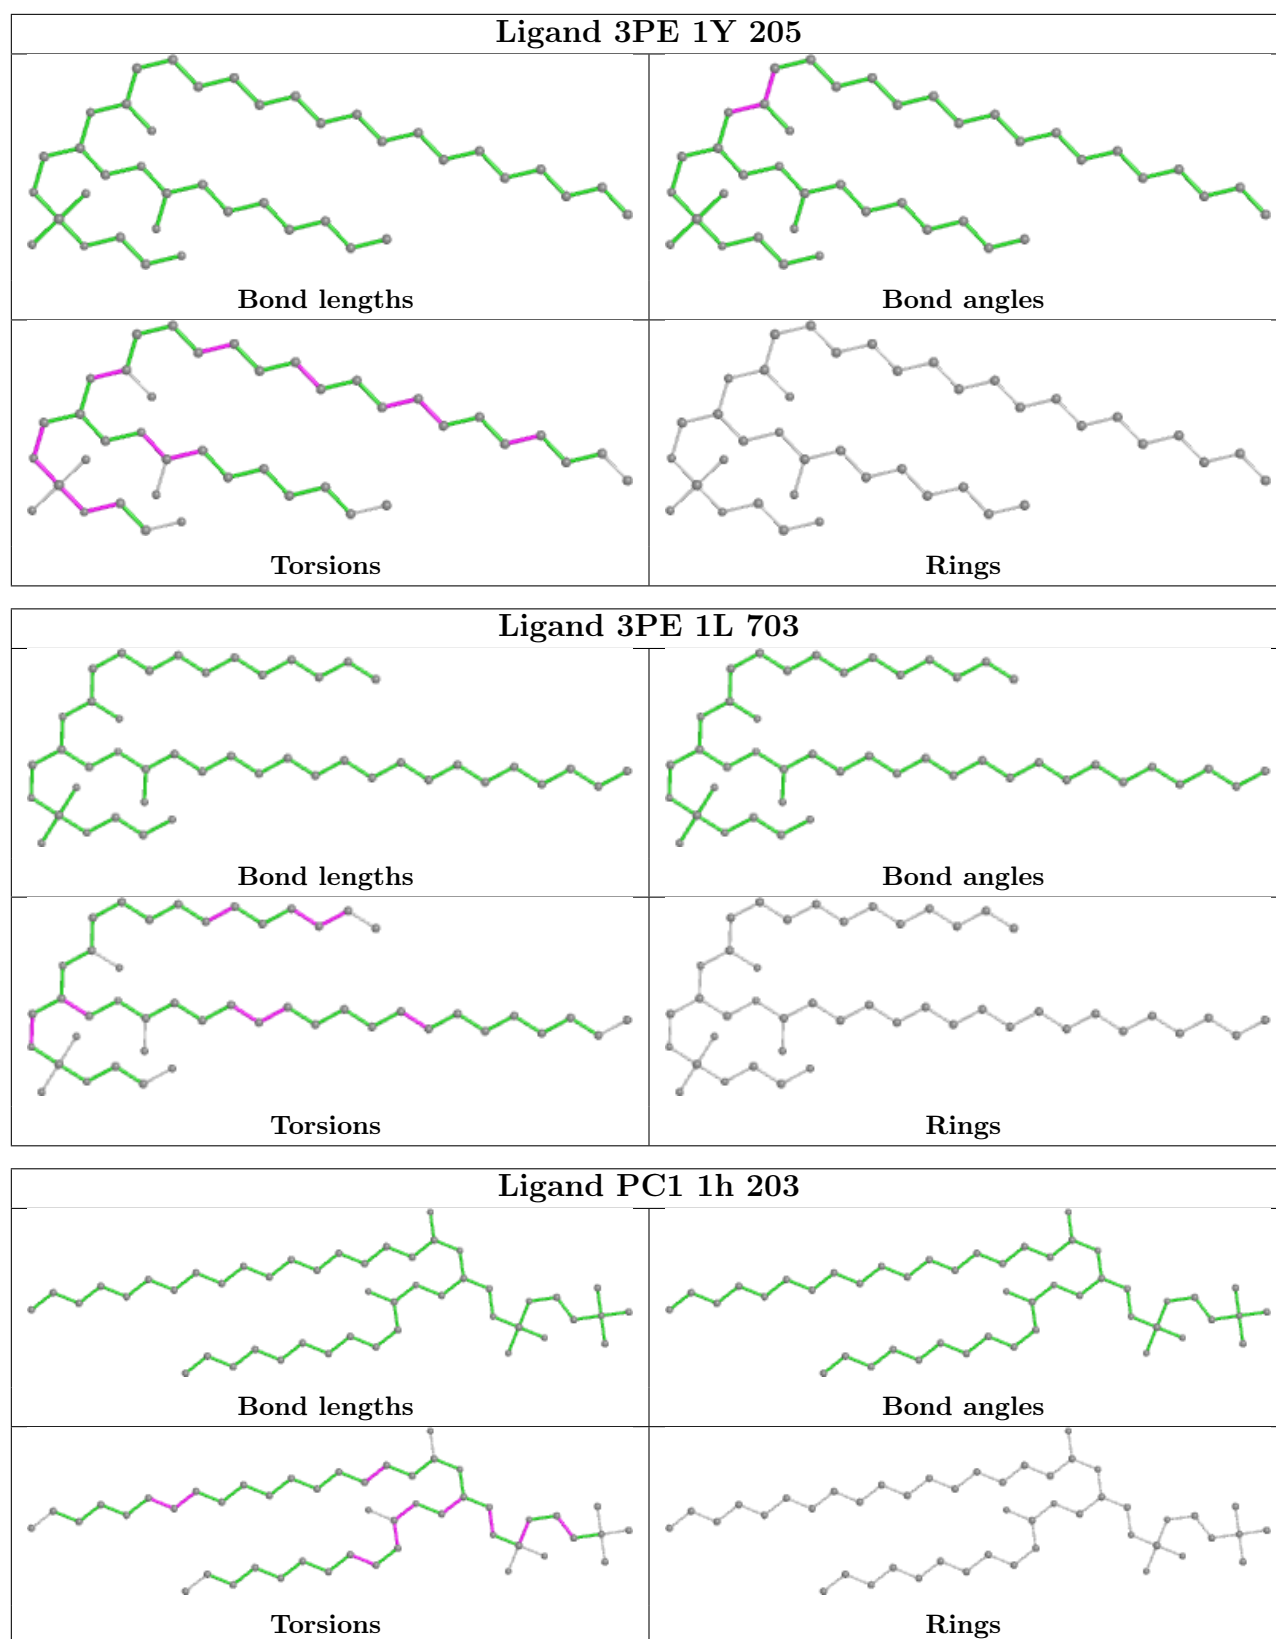 Ligand 3PE 1Y 205
Bond lengths
Bond angles
Torsions
Rings
Ligand 3PE 1L 703
Bond lengths
Bond angles
Torsions
Rings
Ligand PC1 1h 203
Bond lengths
Bond angles
Torsions
Rings